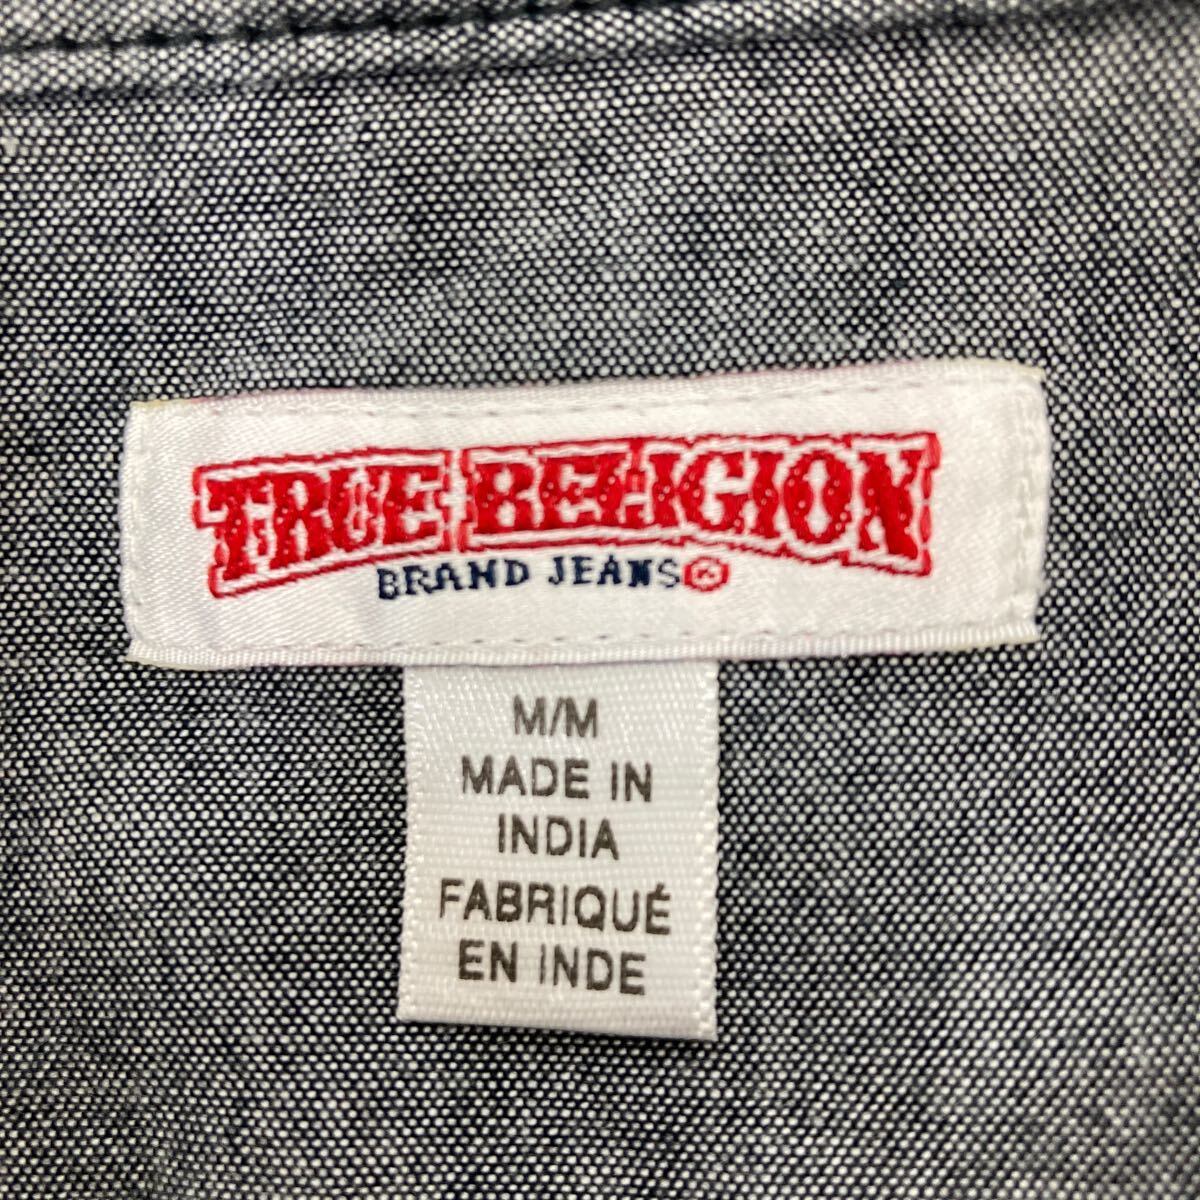 TRUE RELIGION
BRAND JEANS®
M/M
MADE IN
INDIA
FABRIQUÉ
EN INDE